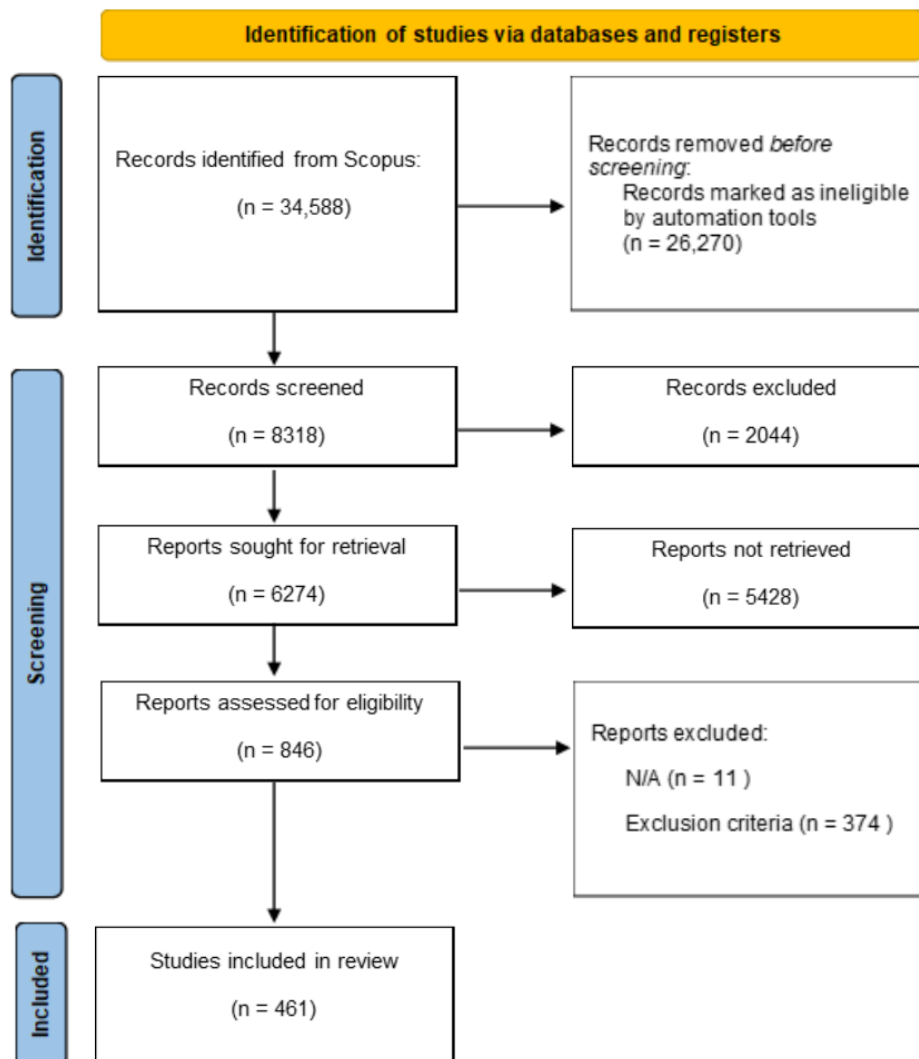 Identification of studies via databases and registers
Identification
Records identified from Scopus:
(n = 34,588)
Records removed before
screening:
Records marked as ineligible
by automation tools
(n = 26,270)
Screening
Records screened
(n = 8318)
Records excluded
(n = 2044)
Reports sought for retrieval
(n = 6274)
Reports not retrieved
(n = 5428)
Reports assessed for eligibility
(n = 846)
Reports excluded:
N/A (n = 11 )
Exclusion criteria (n = 374 )
Included
Studies included in review
(n = 461)